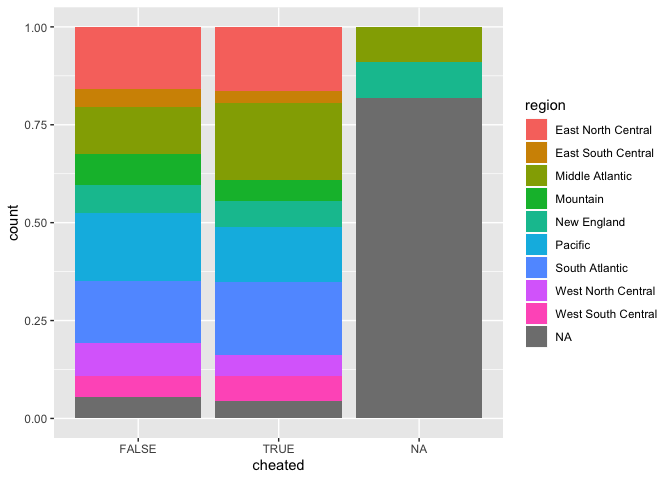 1.00
0.75
0.50
0.25
0.00
count
FALSE
TRUE
NA
cheated
region
East North Central
East South Central
Middle Atlantic
Mountain
New England
Pacific
South Atlantic
West North Central
West South Central
NA